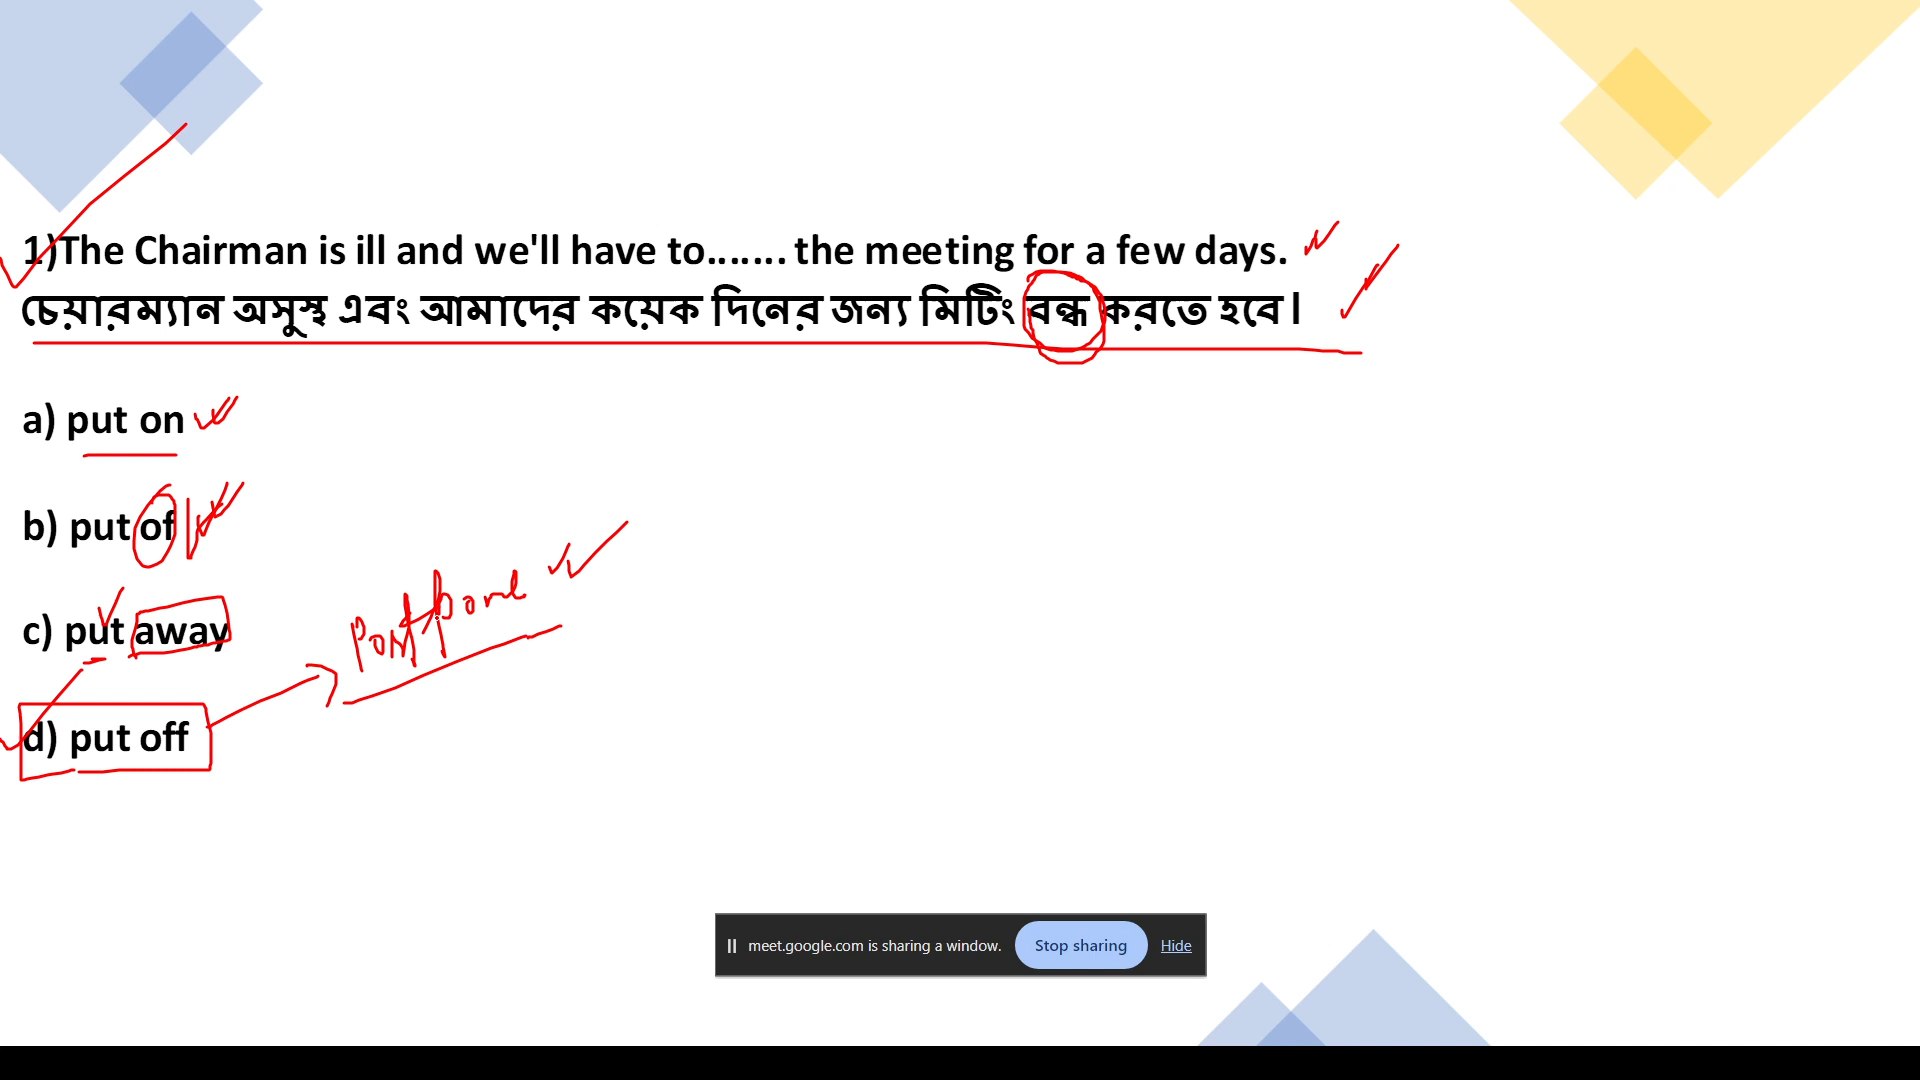 1)The Chairman is ill and we'll have to....... the meeting for a few days.
চেয়ারম্যান অসুস্থ এবং আমাদের কয়েক দিনের জন্য মিটিং বন্ধ করতে হবে।
a) put on
b) put of
c) put away
d) put off
Postpone
meet.google.com is sharing a window. Stop sharing Hide